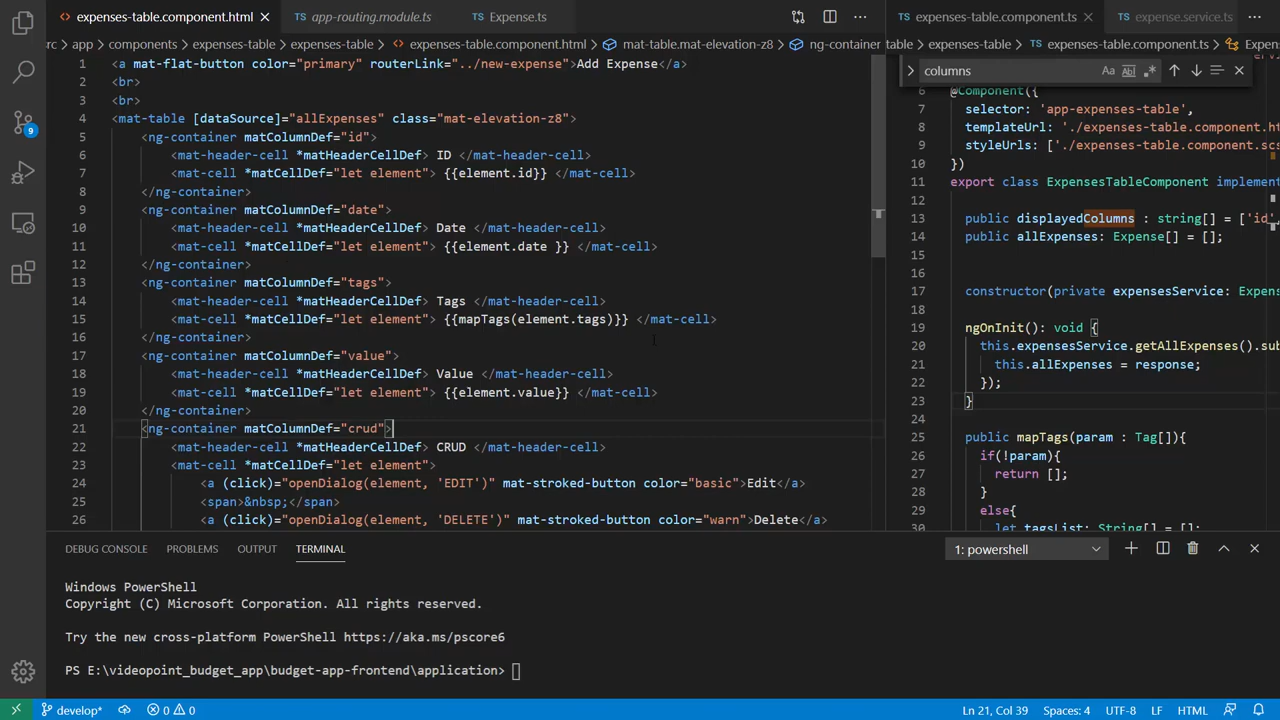 expenses-table.component.html
app-routing.module.ts
Expense.ts
src > app > components > expenses-table > expenses-table > expenses-table.component.html > mat-table.mat-elevation-z8 > ng-container
1 <a mat-flat-button color="primary" routerLink="../new-expense">Add Expense</a>
2 <br>
3 <br>
4 <mat-table [dataSource]="allExpenses" class="mat-elevation-z8">
5 <ng-container matColumnDef="id">
6 <mat-header-cell *matHeaderCellDef> ID </mat-header-cell>
7 <mat-cell *matCellDef="let element"> {{element.id}} </mat-cell>
8 </ng-container>
9 <ng-container matColumnDef="date">
10 <mat-header-cell *matHeaderCellDef> Date </mat-header-cell>
11 <mat-cell *matCellDef="let element"> {{element.date }} </mat-cell>
12 </ng-container>
13 <ng-container matColumnDef="tags">
14 <mat-header-cell *matHeaderCellDef> Tags </mat-header-cell>
15 <mat-cell *matCellDef="let element"> {{mapTags(element.tags)}} </mat-cell>
16 </ng-container>
17 <ng-container matColumnDef="value">
18 <mat-header-cell *matHeaderCellDef> Value </mat-header-cell>
19 <mat-cell *matCellDef="let element"> {{element.value}} </mat-cell>
20 </ng-container>
21 <ng-container matColumnDef="crud">
22 <mat-header-cell *matHeaderCellDef> CRUD </mat-header-cell>
23 <mat-cell *matCellDef="let element">
24 <a (click)="openDialog(element, 'EDIT')" mat-stroked-button color="basic">Edit</a>
25 <span>&nbsp;</span>
26 <a (click)="openDialog(element, 'DELETE')" mat-stroked-button color="warn">Delete</a>
expenses-table.component.ts
expense.service.ts
table > expenses-table > expenses-table.component.ts > Expen
columns
6 @Component({
7 selector: 'app-expenses-table',
8 templateUrl: './expenses-table.component.ht
9 styleUrls: ['./expenses-table.component.scs
10 })
11 export class ExpensesTableComponent implement
12
13 public displayedColumns : string[] = ['id',
14 public allExpenses: Expense[] = [];
15
16
17 constructor(private expensesService: Expens
18
19 ngOnInit(): void {
20 this.expensesService.getAllExpenses().sub
21 this.allExpenses = response;
22 });
23 }
24
25 public mapTags(param : Tag[]){
26 if(!param){
27 return [];
28 }
29 else{
30 let tagsList: String[] = [];
DEBUG CONSOLE PROBLEMS OUTPUT TERMINAL
1: powershell
Windows PowerShell
Copyright (C) Microsoft Corporation. All rights reserved.
Try the new cross-platform PowerShell https://aka.ms/pscore6
PS E:\videopoint_budget_app\budget-app-frontend\application>
9
develop* 0 0
Ln 21, Col 39 Spaces: 4 UTF-8 LF HTML